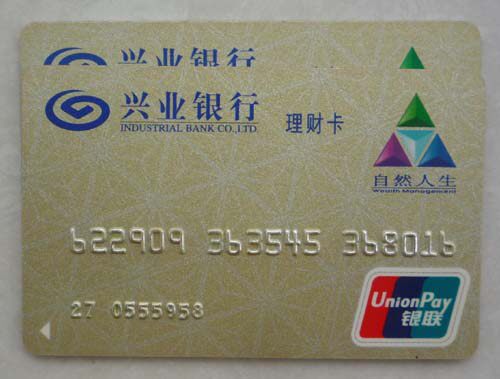 兴业银行
兴业银行
INDUSTRIAL BANK CO.,LTD.
理财卡
自然人生
Wealth Management
622909 363545 368016
27 0555958
UnionPay
银联